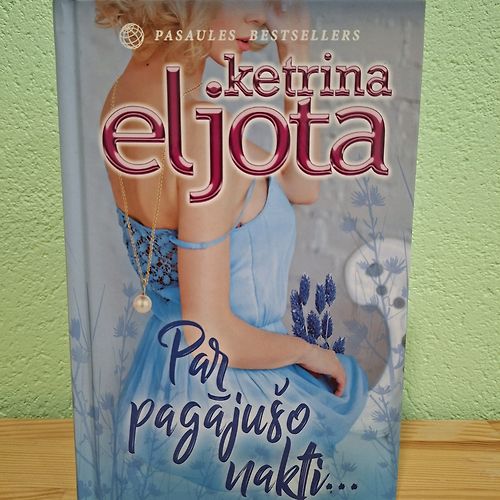 PASAULES BESTSELLERS
ketrina
eljota
Par
pagājušo
nakti...